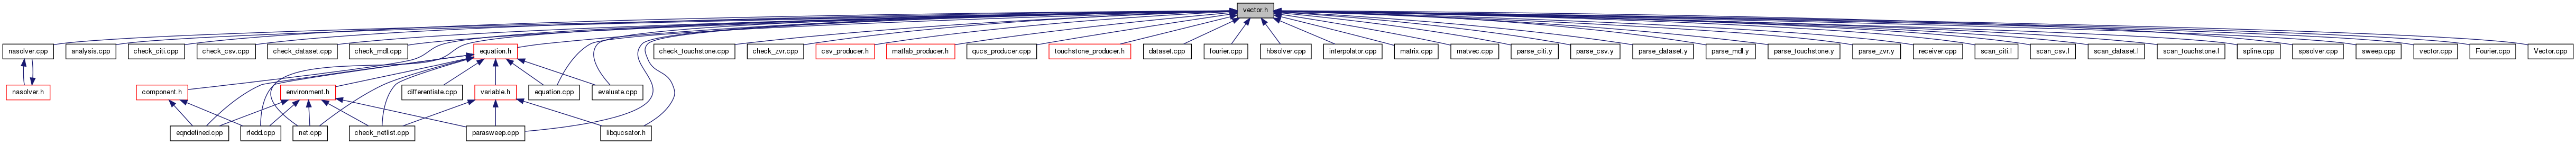 vector.h
nasolver.cpp
analysis.cpp
check_citi.cpp
check_csv.cpp
check_dataset.cpp
check_mdl.cpp
equation.h
check_touchstone.cpp
check_zvr.cpp
csv_producer.h
matlab_producer.h
qucs_producer.cpp
touchstone_producer.h
dataset.cpp
fourier.cpp
hbsolver.cpp
interpolator.cpp
matrix.cpp
matvec.cpp
parse_citi.y
parse_csv.y
parse_dataset.y
parse_mdl.y
parse_touchstone.y
parse_zvr.y
receiver.cpp
scan_citi.l
scan_csv.l
scan_dataset.l
scan_touchstone.l
spline.cpp
spsolver.cpp
sweep.cpp
vector.cpp
Fourier.cpp
Vector.cpp
nasolver.h
component.h
environment.h
differentiate.cpp
variable.h
equation.cpp
evaluate.cpp
eqndefined.cpp
rfedd.cpp
net.cpp
check_netlist.cpp
parasweep.cpp
libqucsator.h